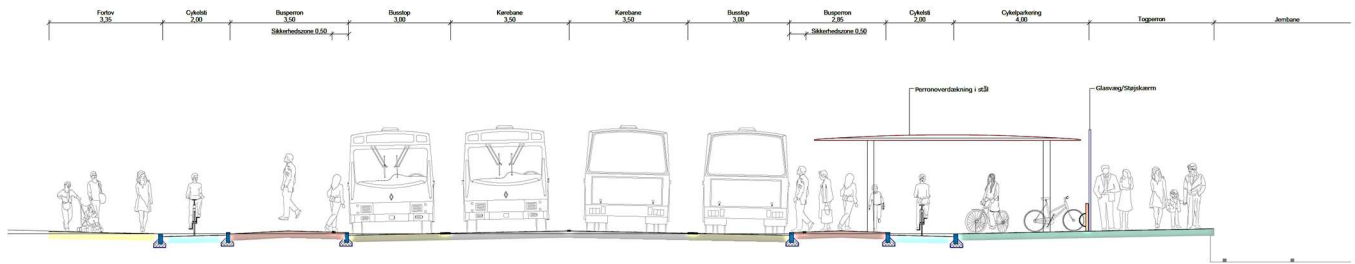 Fortov
3,35
Cykelsti
2,00
Busperron
3,50
Sikkerhedszone 0,50
Busstop
3,00
Kørebane
3,50
Kørebane
3,50
Busstop
3,00
Busperron
2,95
Sikkerhedszone 0,50
Cykelsti
2,00
Cykelparkering
4,00
Togperron
Jernbane
Perronoverdækning i stål
Glasvæg/Støjskærm